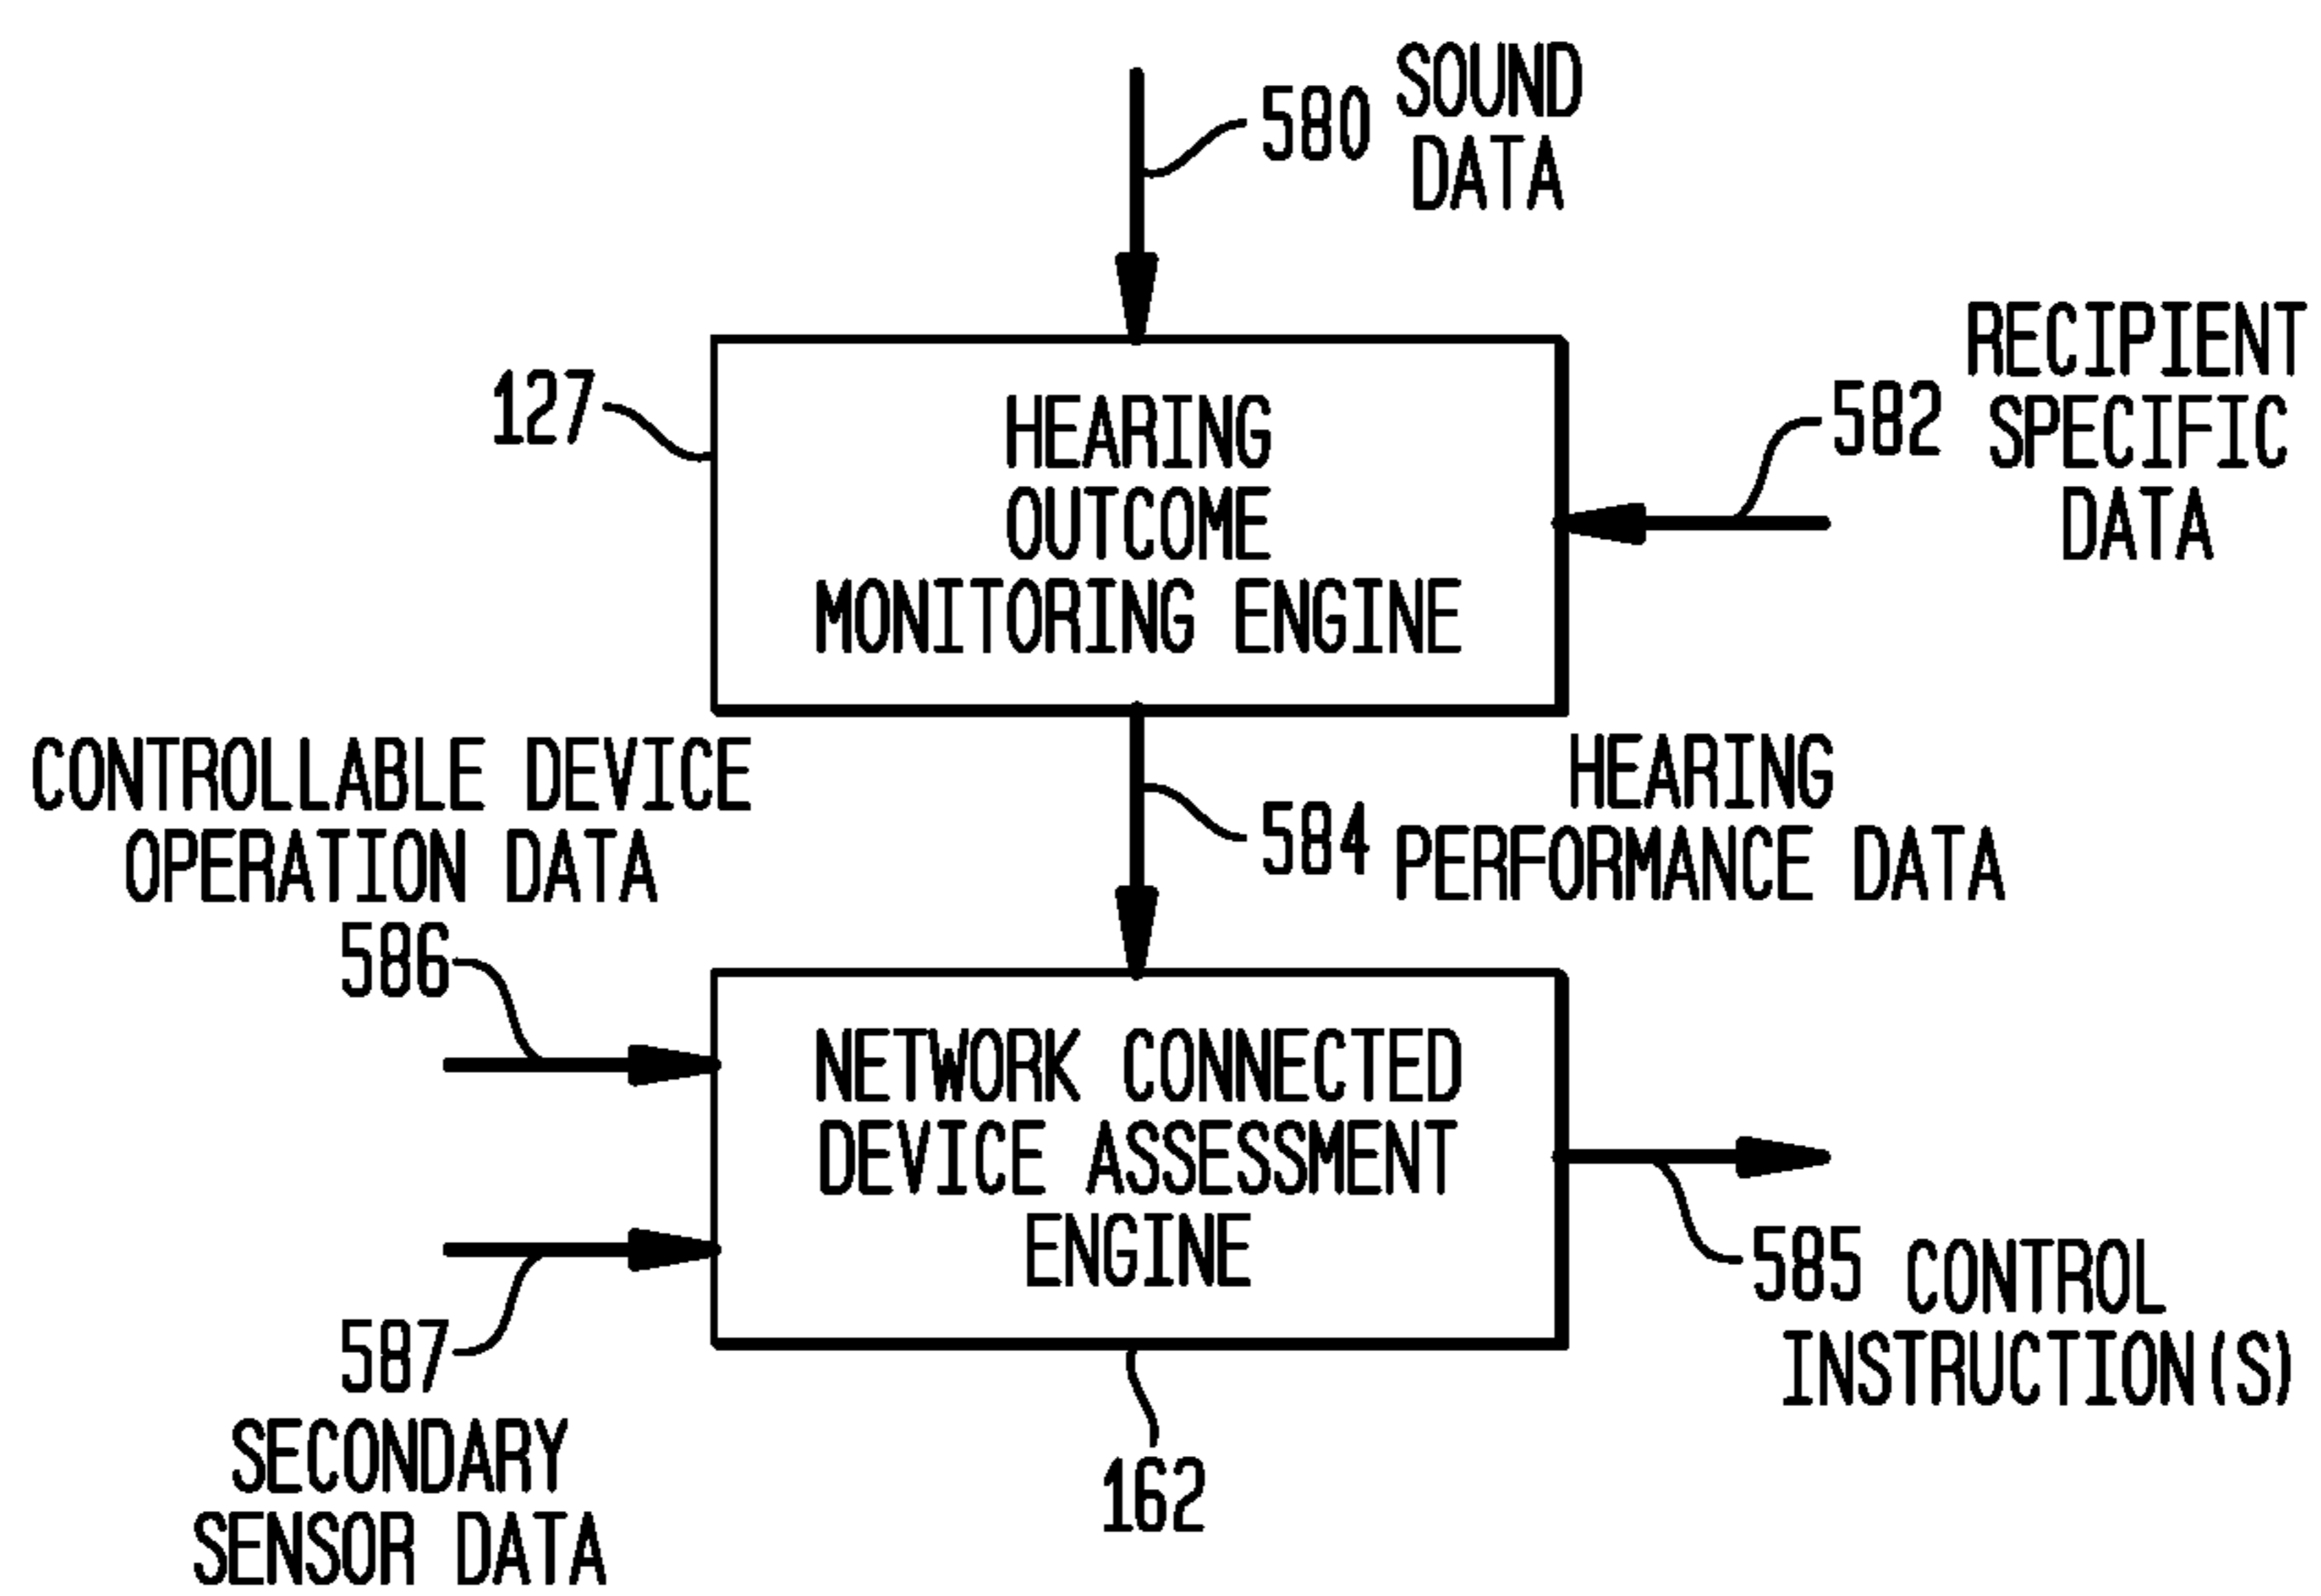 580 SOUND
DATA
127
HEARING
OUTCOME
MONITORING ENGINE
582
RECIPIENT
SPECIFIC
DATA
584
HEARING
PERFORMANCE DATA
CONTROLLABLE DEVICE
OPERATION DATA
586
NETWORK CONNECTED
DEVICE ASSESSMENT
ENGINE
587
SECONDARY
SENSOR DATA
585 CONTROL
INSTRUCTION(S)
162